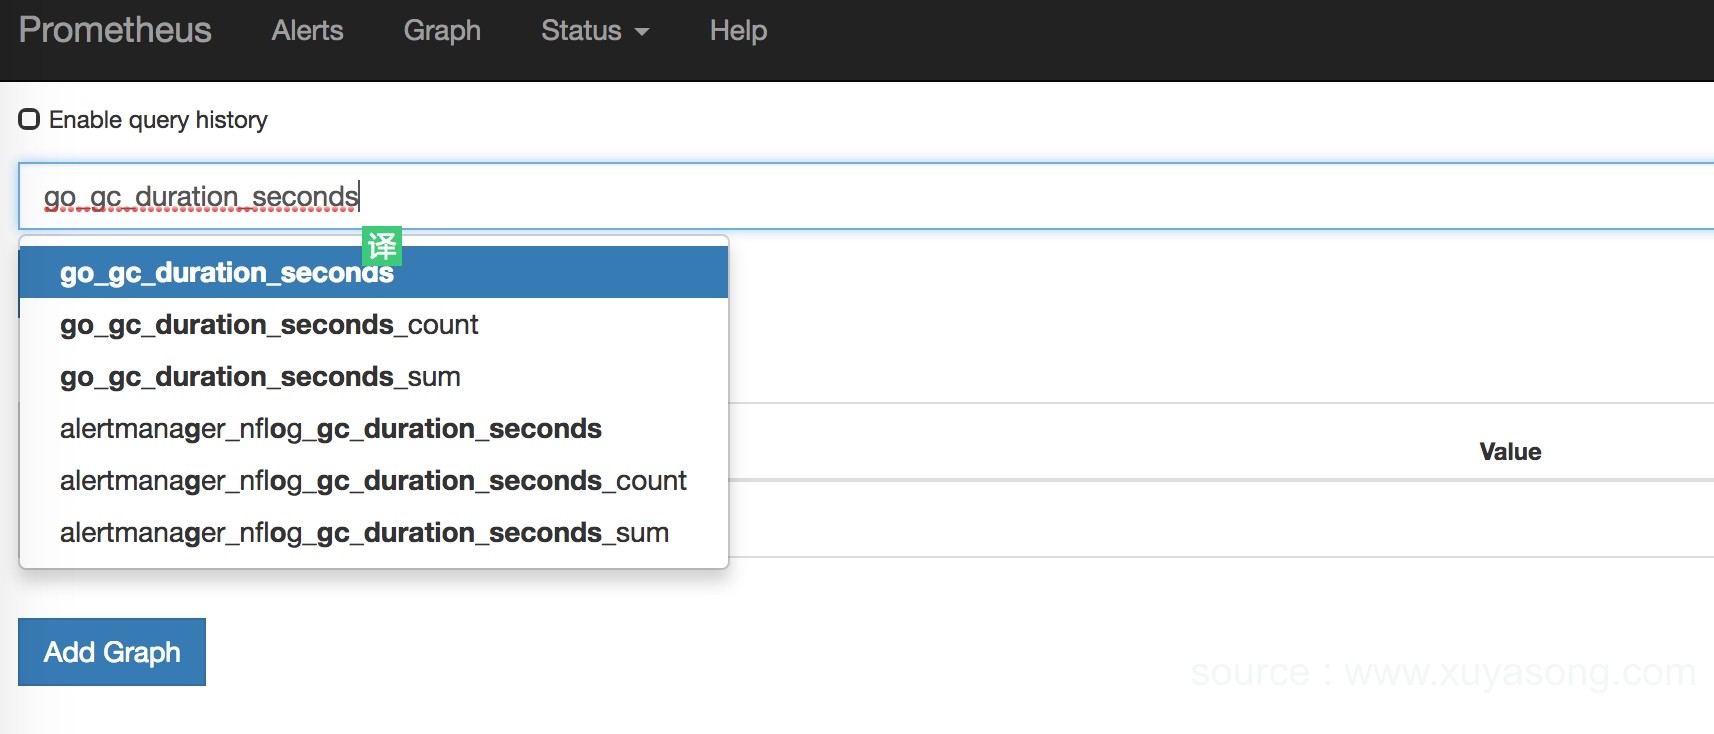 Prometheus Alerts Graph Status Help
Enable query history
go_gc_duration_seconds
译
go_gc_duration_seconds
go_gc_duration_seconds_count
go_gc_duration_seconds_sum
alertmanager_nflog_gc_duration_seconds
Value
alertmanager_nflog_gc_duration_seconds_count
alertmanager_nflog_gc_duration_seconds_sum
Add Graph
source : www.xuyasong.com